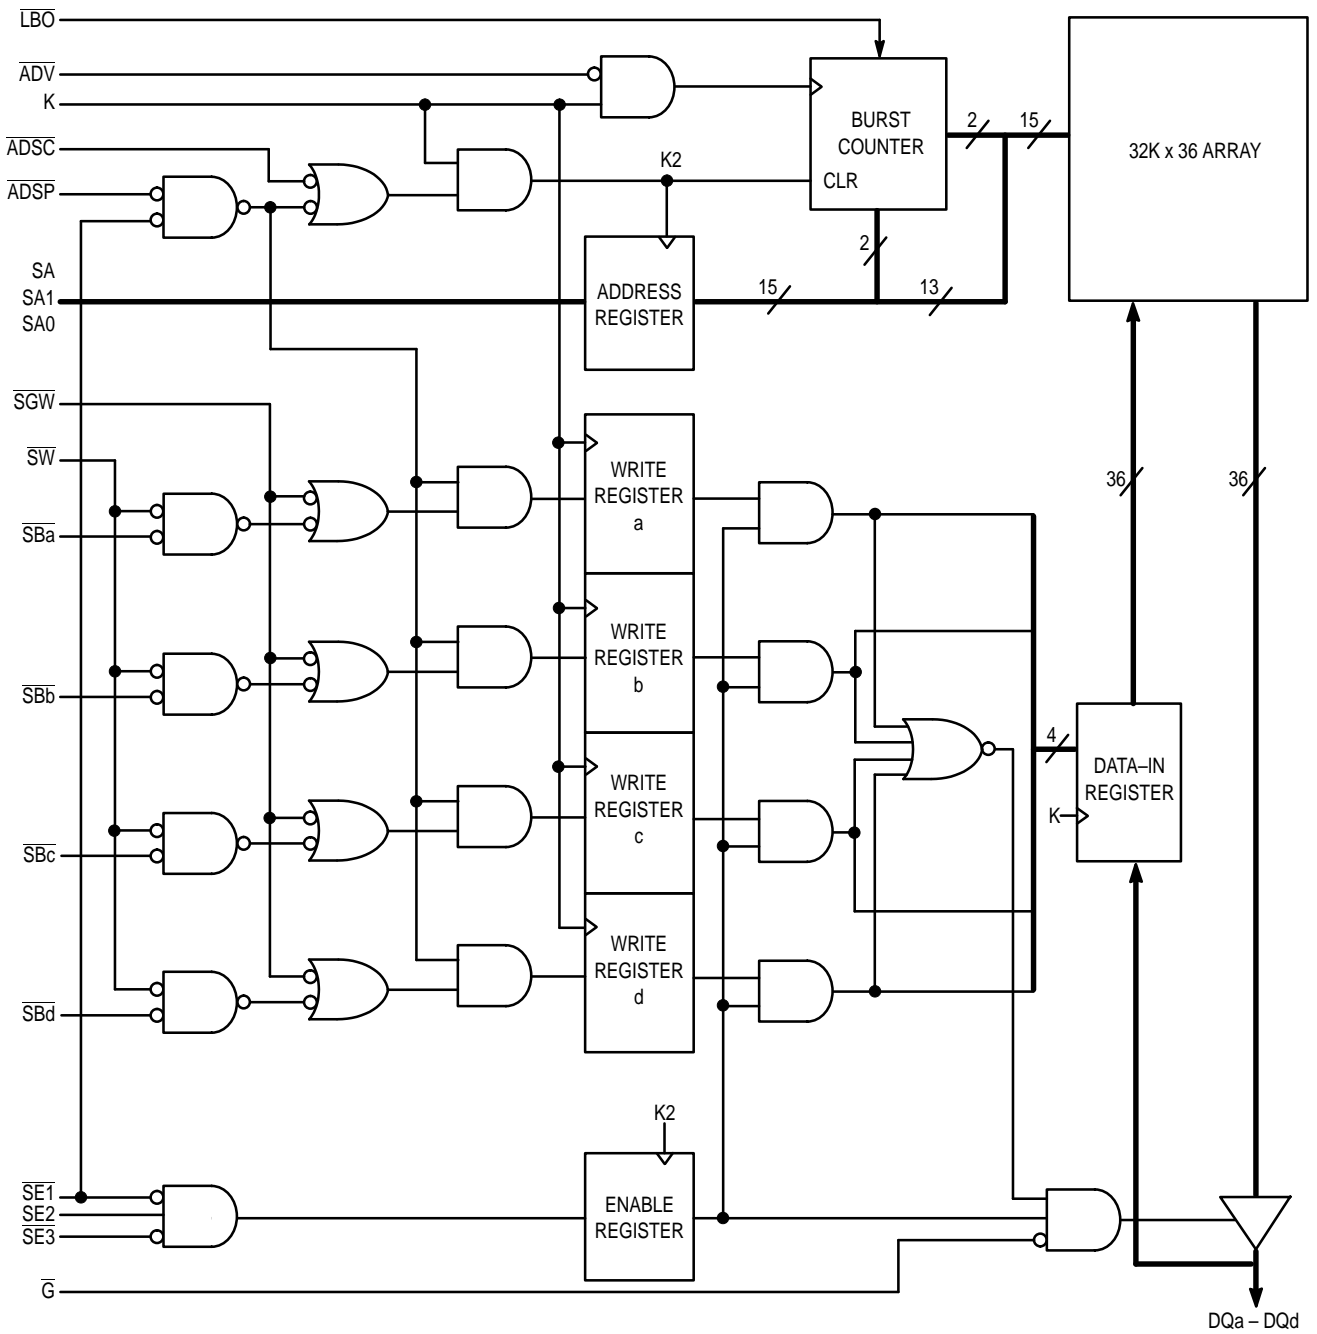 LBO
ADV
K
ADSC
ADSP
K2
BURST
COUNTER
CLR
2
15
32K x 36 ARRAY
2
SA
SA1
SA0
ADDRESS
REGISTER
15
13
SGW
SW
SBa
WRITE
REGISTER
a
36
36
SBb
WRITE
REGISTER
b
4
DATA–IN
REGISTER
K
SBc
WRITE
REGISTER
c
SBd
WRITE
REGISTER
d
K2
SE1
SE2
SE3
ENABLE
REGISTER
G
DQa – DQd